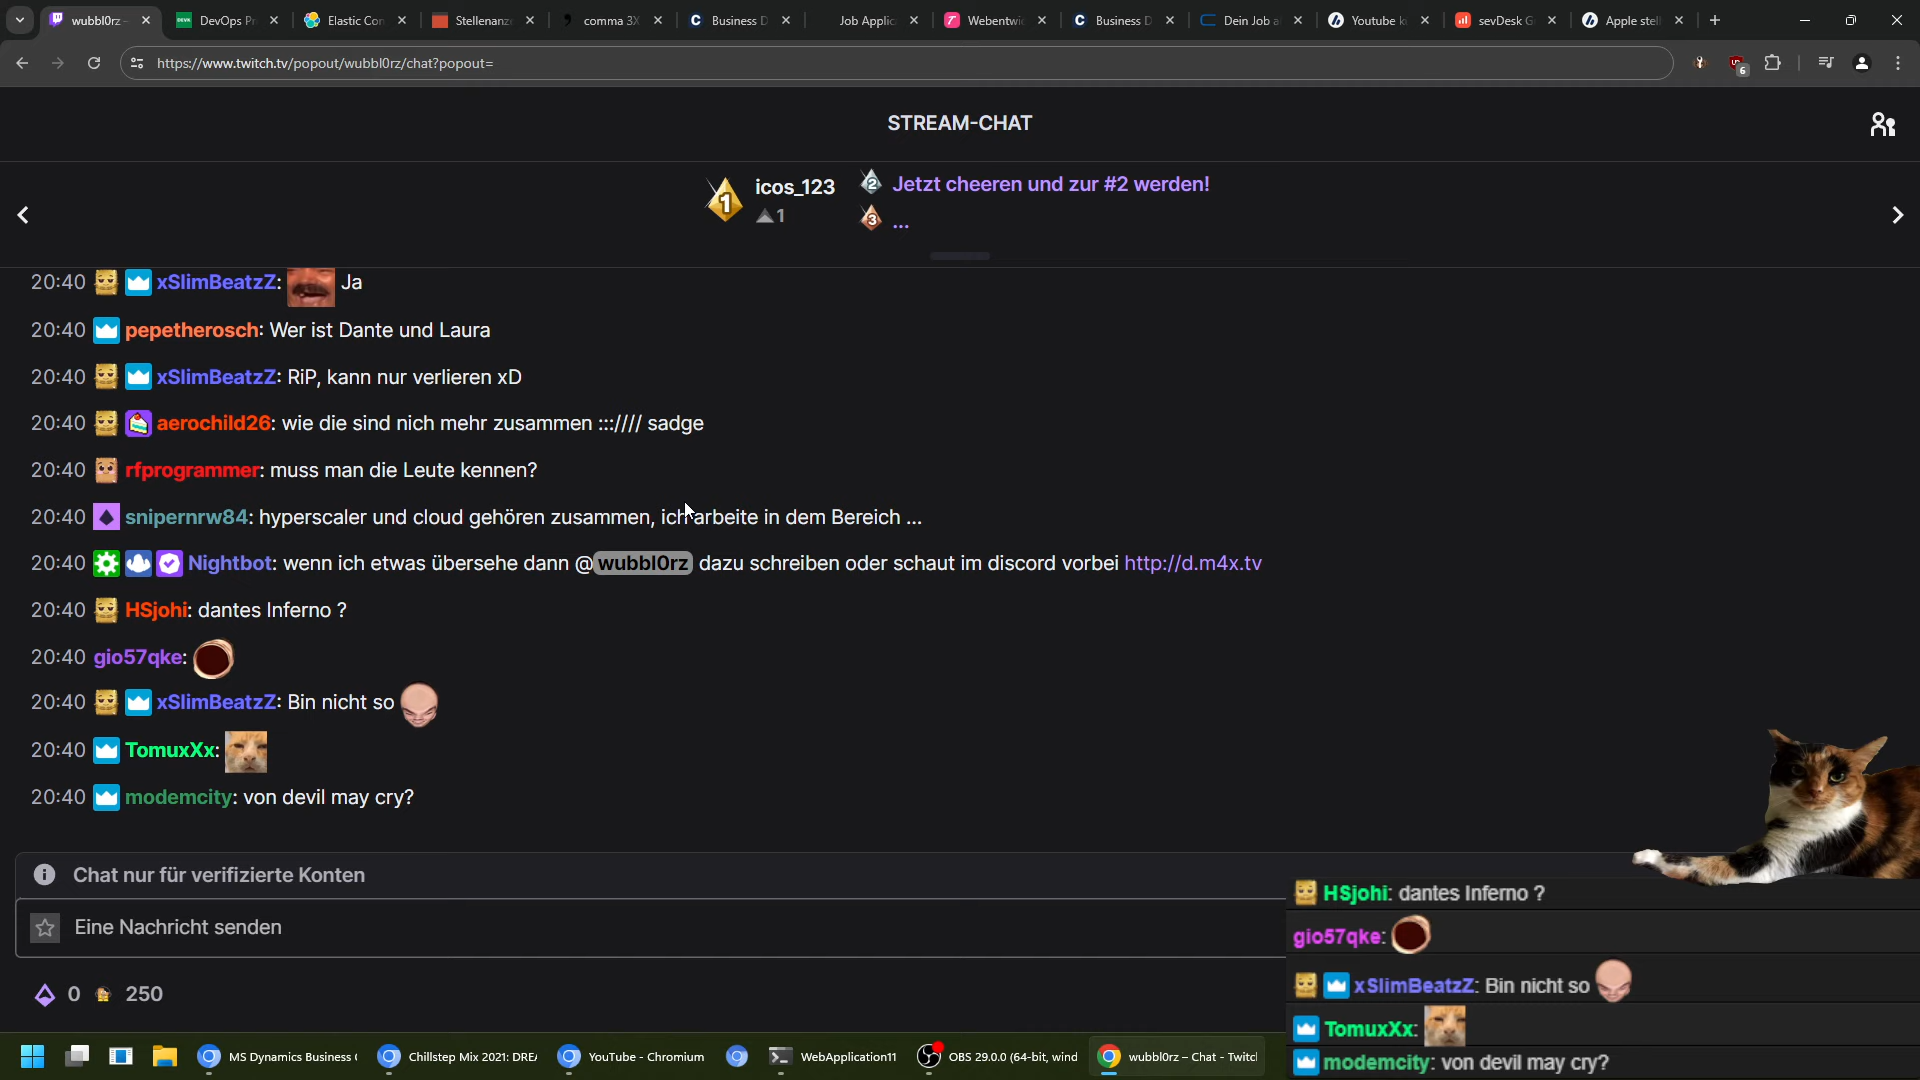 wubbl0rz –
DevOps P
Elastic Co
Stellenanz
comma 3X
Business D
Job Applic
Webentwi
Business D
Dein Job a
Youtube k
sevDesk G
Apple stel
https://www.twitch.tv/popout/wubbl0rz/chat?popout=
6
STREAM-CHAT
1 icos_123 2 Jetzt cheeren und zur #2 werden!
1 3 ...
20:40 xSlimBeatzZ: Ja
20:40 pepetherosch: Wer ist Dante und Laura
20:40 xSlimBeatzZ: RiP, kann nur verlieren xD
20:40 aerochild26: wie die sind nich mehr zusammen ::://// sadge
20:40 rfprogrammer: muss man die Leute kennen?
20:40 snipernrw84: hyperscaler und cloud gehören zusammen, ich arbeite in dem Bereich ...
20:40 Nightbot: wenn ich etwas übersehe dann @wubbl0rz dazu schreiben oder schaut im discord vorbei http://d.m4x.tv
20:40 HSjohi: dantes Inferno ?
20:40 gio57qke:
20:40 xSlimBeatzZ: Bin nicht so
20:40 TomuxXx:
20:40 modemcity: von devil may cry?
Chat nur für verifizierte Konten
Eine Nachricht senden
0 250
HSjohi: dantes Inferno ?
gio57qke:
xSlimBeatzZ: Bin nicht so
TomuxXx:
modemcity: von devil may cry?
MS Dynamics Business
Chillstep Mix 2021: DRE
YouTube - Chromium
WebApplication11
OBS 29.0.0 (64-bit, wind
wubbl0rz – Chat - Twitc